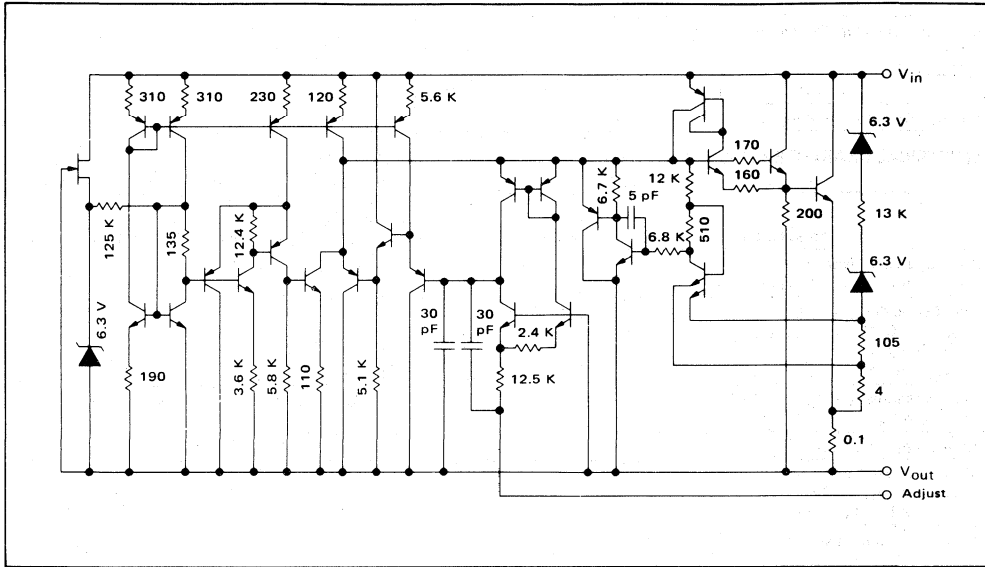 V in
310
310
230
120
5.6 K
6.3 V
170
160
12 K
6.7 K
5 pF
200
13 K
125 K
135
12.4 K
6.8 K
510
6.3 V
6.3 V
30 pF
30 pF
2.4 K
105
190
3.6 K
5.8 K
110
5.1 K
12.5 K
4
0.1
V out
Adjust